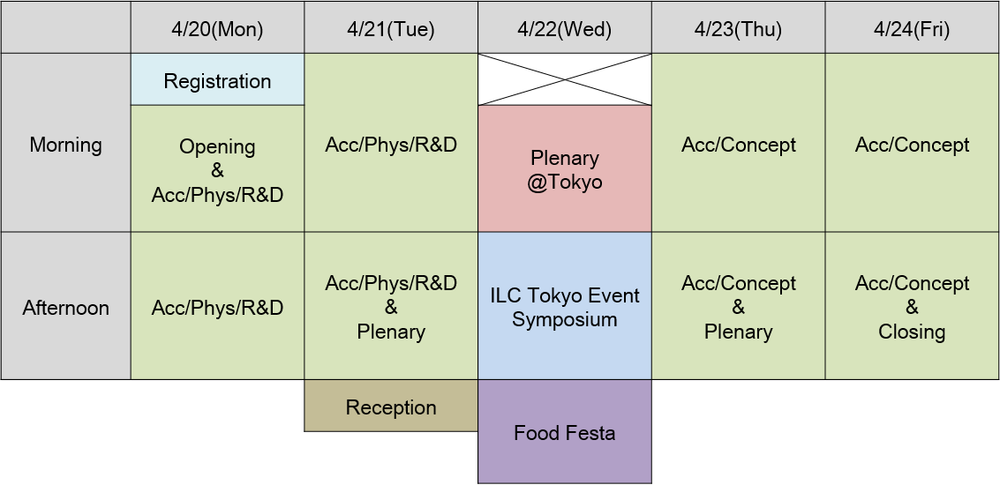 4/20(Mon)
4/21(Tue)
4/22(Wed)
4/23(Thu)
4/24(Fri)
Morning
Registration
Opening
&
Acc/Phys/R&D
Acc/Phys/R&D
Plenary
@Tokyo
Acc/Concept
Acc/Concept
Afternoon
Acc/Phys/R&D
Acc/Phys/R&D
&
Plenary
ILC Tokyo Event
Symposium
Acc/Concept
&
Plenary
Acc/Concept
&
Closing
Reception
Food Festa